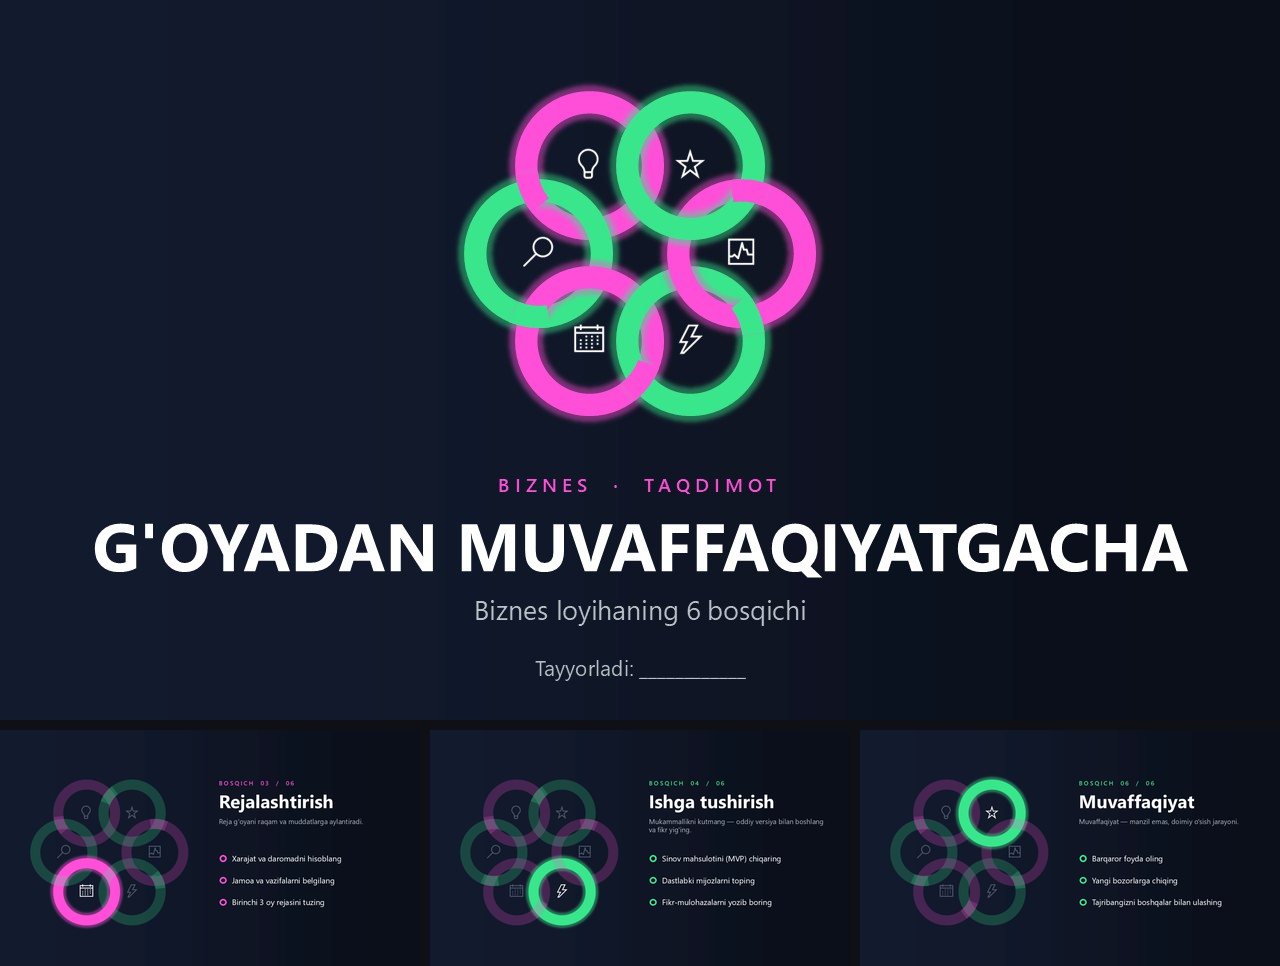 BIZNES · TAQDIMOT
G'OYADAN MUVAFFAQIYATGACHA
Biznes loyihaning 6 bosqichi
Tayyorladi: ____________
BOSQICH 03 / 06
Rejalashtirish
Reja g'oyani raqam va muddatlarga aylantiradi.
Xarajat va daromadni hisoblang
Jamoa va vazifalarni belgilang
Birinchi 3 oy rejasini tuzing
BOSQICH 04 / 06
Ishga tushirish
Mukammallikni kutmang — oddiy versiya bilan boshlang
va fikr yig'ing.
Sinov mahsulotini (MVP) chiqaring
Dastlabki mijozlarni toping
Fikr-mulohazalarni yozib boring
BOSQICH 06 / 06
Muvaffaqiyat
Muvaffaqiyat — manzil emas, doimiy o'sish jarayoni.
Barqaror foyda oling
Yangi bozorlarga chiqing
Tajribangizni boshqalar bilan ulashing